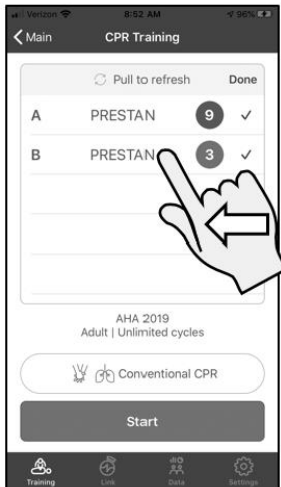 Verizon 8:52 AM 96%
Main CPR Training
Pull to refresh Done
A PRESTAN 9
B PRESTAN 3
AHA 2019
Adult | Unlimited cycles
Conventional CPR
Start
Training Link Data Settings